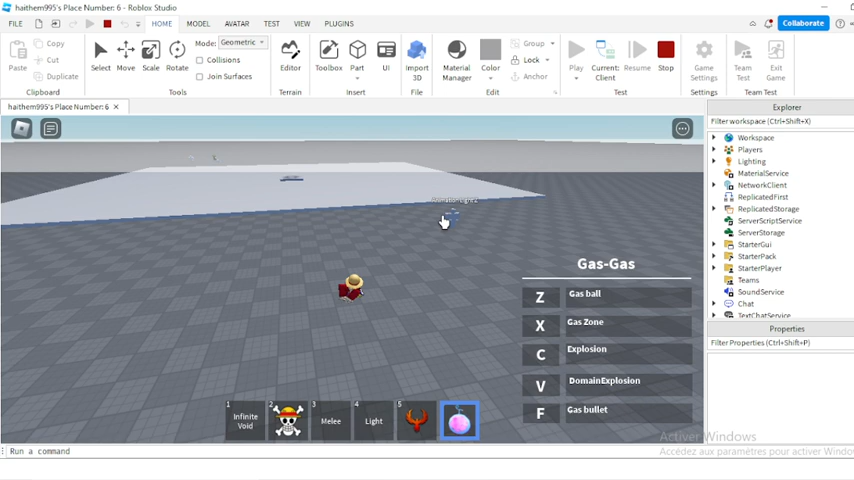 haithem995's Place Number: 6 - Roblox Studio
FILE HOME MODEL AVATAR TEST VIEW PLUGINS Collaborate
Paste
Copy
Cut
Duplicate
Clipboard
Select Move Scale Rotate
Mode: Geometric
Collisions
Join Surfaces
Tools
Editor
Terrain
Toolbox Part UI
Insert
Import
3D
File
Material
Manager
Color
Group
Lock
Anchor
Edit
Play
Current:
Client
Resume Stop
Test
Game
Settings
Settings
Team
Test
Exit
Game
Team Test
haithem995's Place Number: 6
Explorer
Filter workspace (Ctrl+Shift+X)
Workspace
Players
Lighting
MaterialService
NetworkClient
ReplicatedFirst
ReplicatedStorage
ServerScriptService
ServerStorage
StarterGui
StarterPack
StarterPlayer
Teams
SoundService
Chat
TextChatService
Properties
Filter Properties (Ctrl+Shift+P)
Gas-Gas
Z Gas ball
X Gas Zone
C Explosion
V DomainExplosion
F Gas bullet
1 Infinite
Void
2
3 Melee
4 Light
5
Activer Windows
Accédez aux paramètres pour activer Windo
Run a command